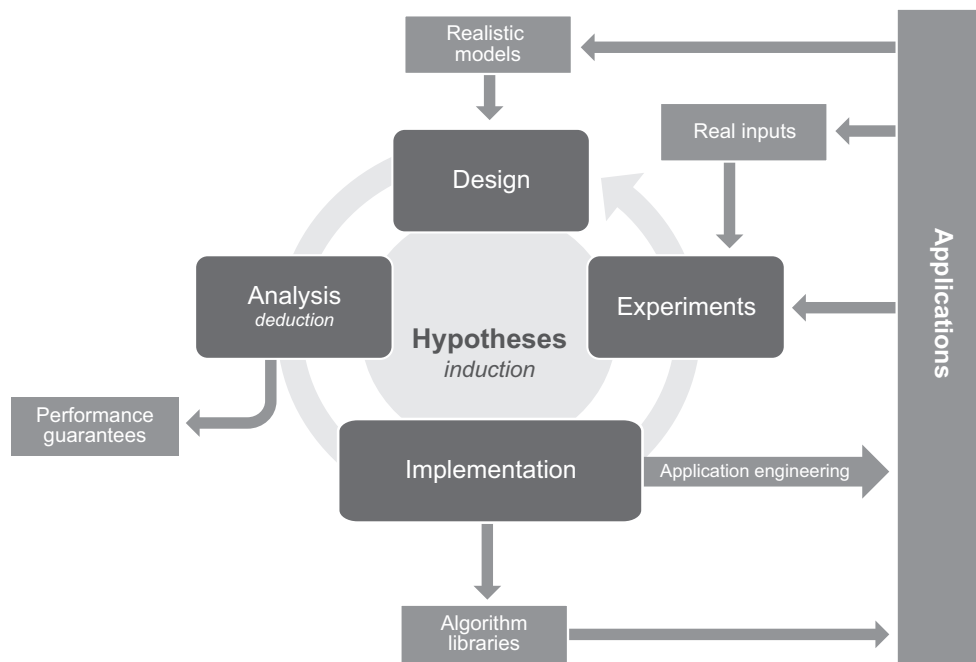 Realistic
models
Real inputs
Design
Analysis
deduction
Experiments
Hypotheses
induction
Performance
guarantees
Implementation
Application engineering
Algorithm
libraries
Applications